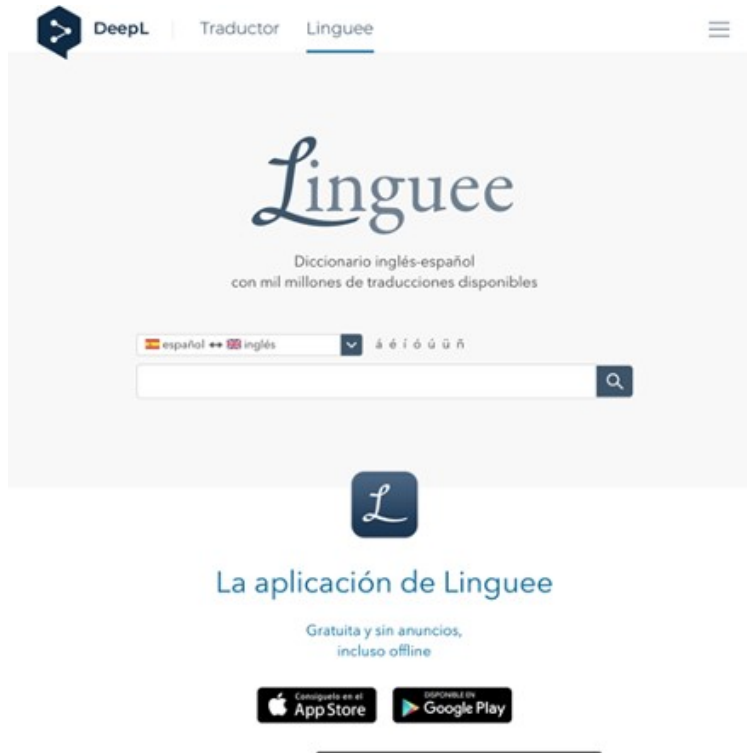 DeepL Traductor Linguee
Linguee
Diccionario inglés-español
con mil millones de traducciones disponibles
español ↔ inglés á é í ó ú ü ñ
L
La aplicación de Linguee
Gratuita y sin anuncios,
incluso offline
Consíguelo en el
App Store
DISPONIBLE EN
Google Play